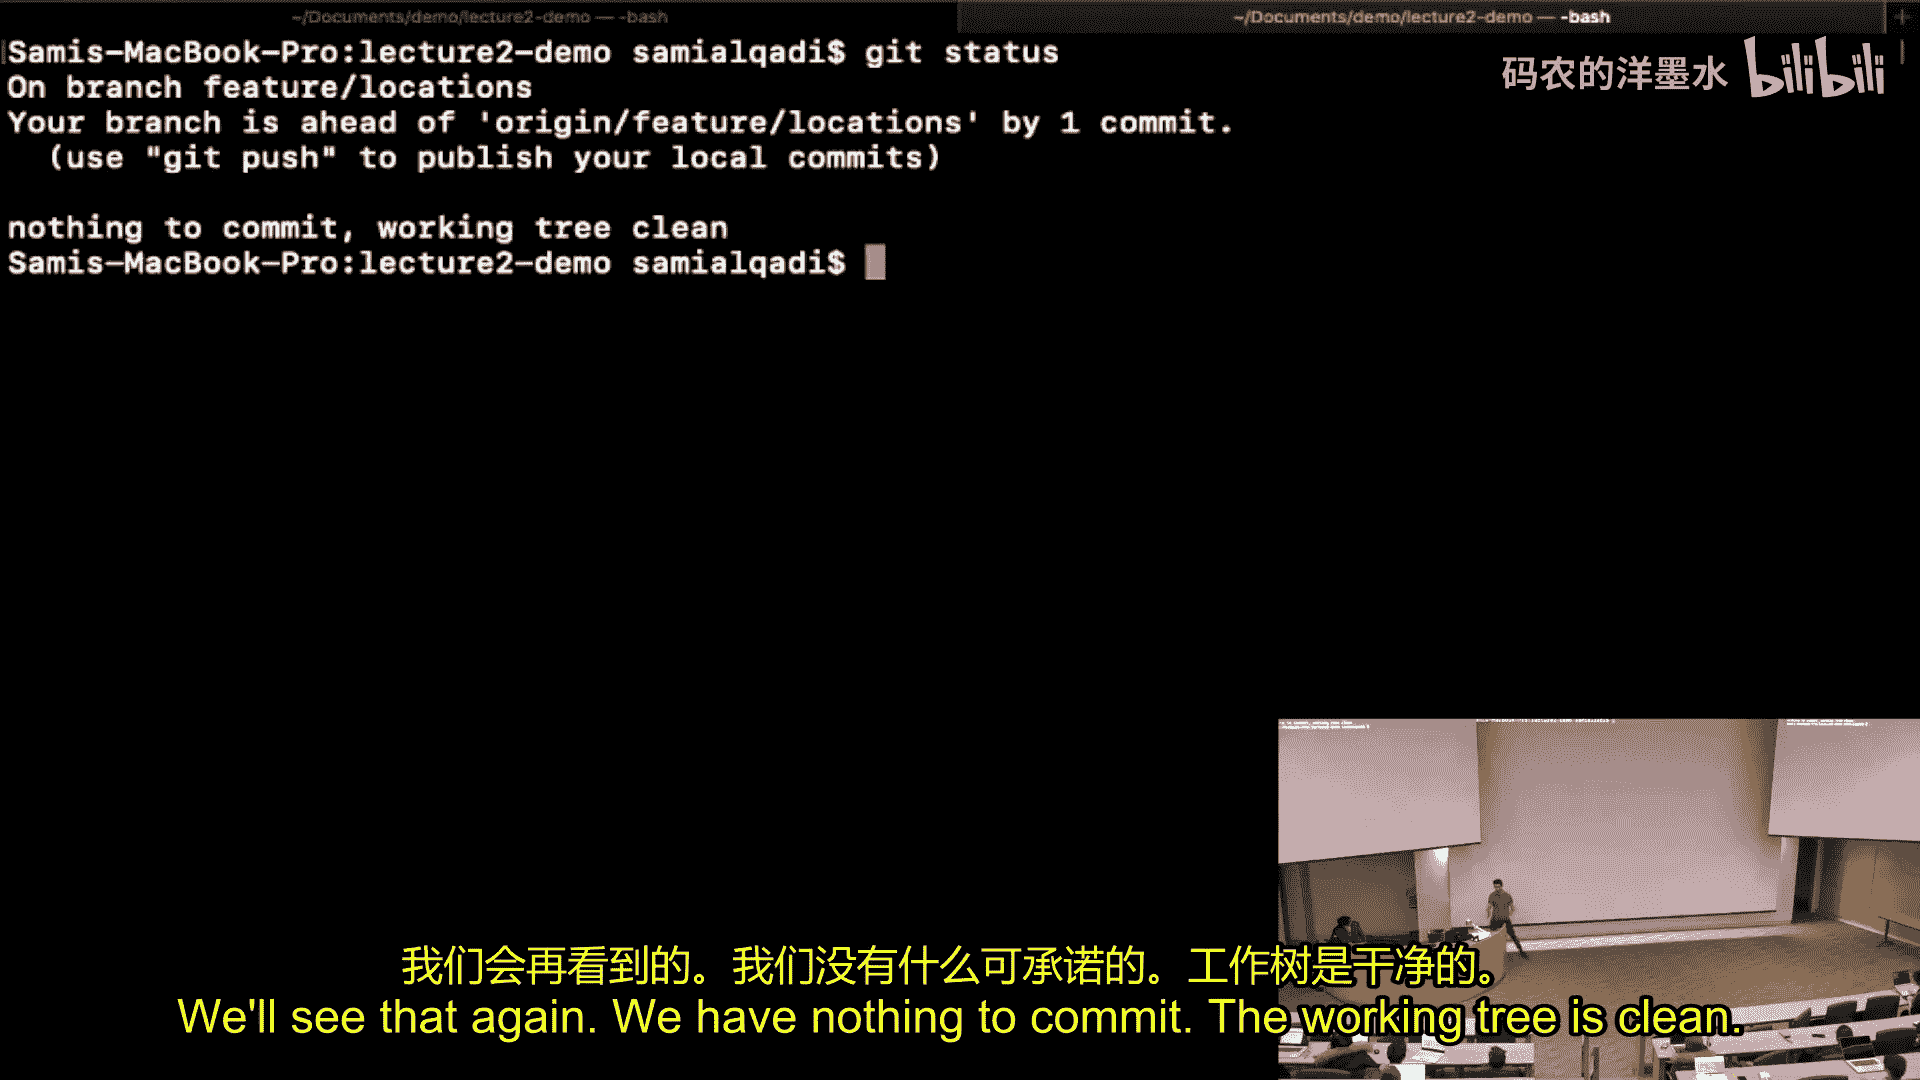 ~/Documents/demo/lecture2-demo — -bash
~/Documents/demo/lecture2-demo — -bash
+
Samis-MacBook-Pro:lecture2-demo samialqadi$ git status
On branch feature/locations
Your branch is ahead of 'origin/feature/locations' by 1 commit.
(use "git push" to publish your local commits)
nothing to commit, working tree clean
Samis-MacBook-Pro:lecture2-demo samialqadi$
码农的洋墨水 bilibili
我们会再看到的。我们没有什么可承诺的。工作树是干净的。
We'll see that again. We have nothing to commit. The working tree is clean.